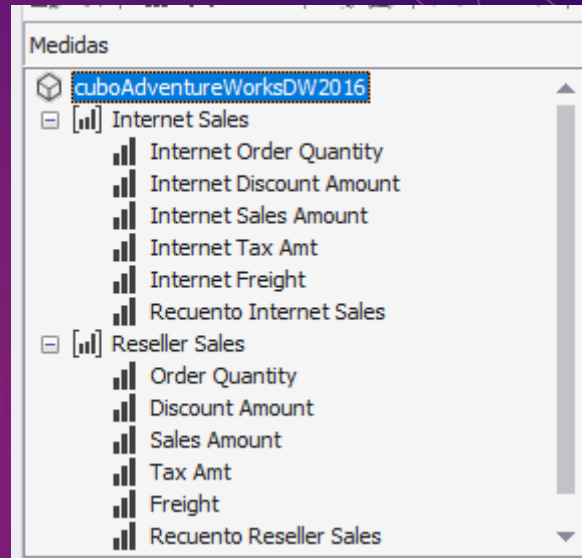 Medidas
cuboAdventureWorksDW2016
Internet Sales
Internet Order Quantity
Internet Discount Amount
Internet Sales Amount
Internet Tax Amt
Internet Freight
Recuento Internet Sales
Reseller Sales
Order Quantity
Discount Amount
Sales Amount
Tax Amt
Freight
Recuento Reseller Sales